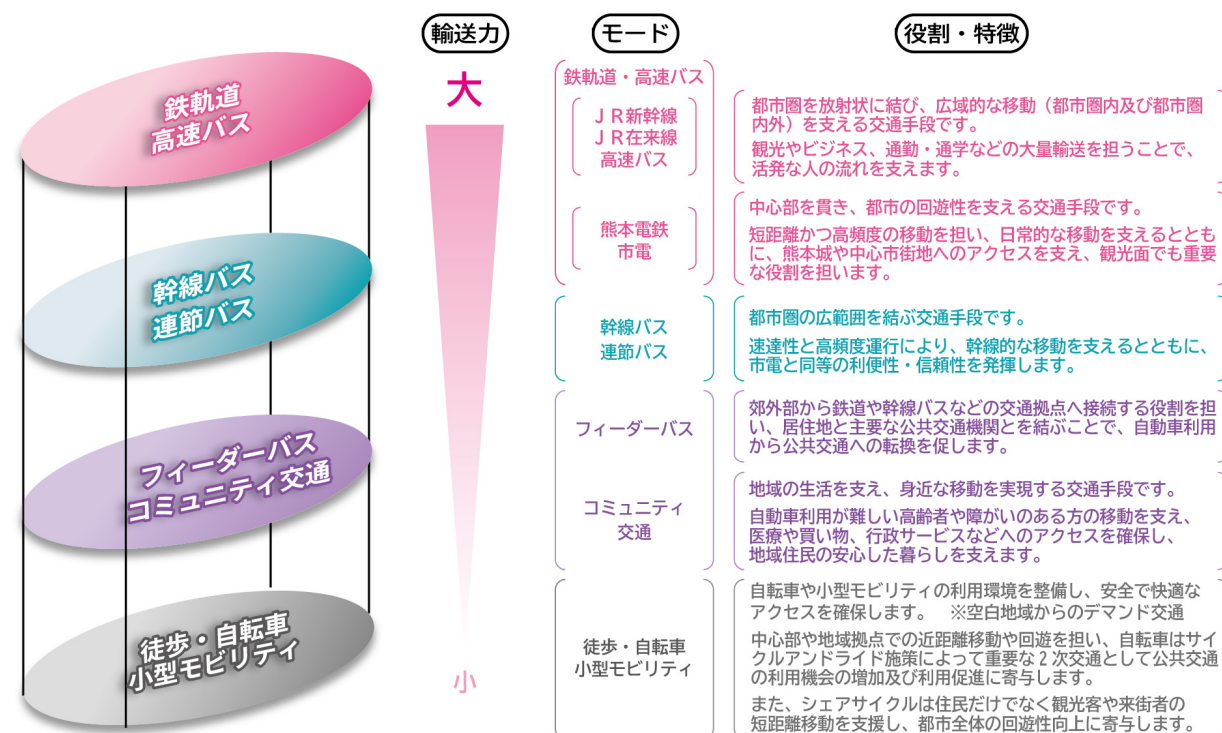 輸送力
モード
役割・特徴
鉄軌道
高速バス
幹線バス
連節バス
フィーダーバス
コミュニティ交通
徒歩・自転車
小型モビリティ
大
小
鉄軌道・高速バス
ＪＲ新幹線
ＪＲ在来線
高速バス
都市圏を放射状に結び、広域的な移動（都市圏内及び都市圏
内外）を支える交通手段です。
観光やビジネス、通勤・通学などの大量輸送を担うことで、
活発な人の流れを支えます。
熊本電鉄
市電
中心部を貫き、都市の回遊性を支える交通手段です。
短距離かつ高頻度の移動を担い、日常的な移動を支えるととも
に、熊本城や中心市街地へのアクセスを支え、観光面でも重要
な役割を担います。
幹線バス
連節バス
都市圏の広範囲を結ぶ交通手段です。
速達性と高頻度運行により、幹線的な移動を支えるとともに、
市電と同等の利便性・信頼性を発揮します。
フィーダーバス
郊外部から鉄道や幹線バスなどの交通拠点へ接続する役割を担
い、居住地と主要な公共交通機関とを結ぶことで、自動車利用
から公共交通への転換を促します。
コミュニティ
交通
地域の生活を支え、身近な移動を実現する交通手段です。
自動車利用が難しい高齢者や障がいのある方の移動を支え、
医療や買い物、行政サービスなどへのアクセスを確保し、
地域住民の安心した暮らしを支えます。
徒歩・自転車
小型モビリティ
自転車や小型モビリティの利用環境を整備し、安全で快適な
アクセスを確保します。　※空白地域からのデマンド交通
中心部や地域拠点での近距離移動や回遊を担い、自転車はサイ
クルアンドライド施策によって重要な２次交通として公共交通
の利用機会の増加及び利用促進に寄与します。
また、シェアサイクルは住民だけでなく観光客や来街者の
短距離移動を支援し、都市全体の回遊性向上に寄与します。